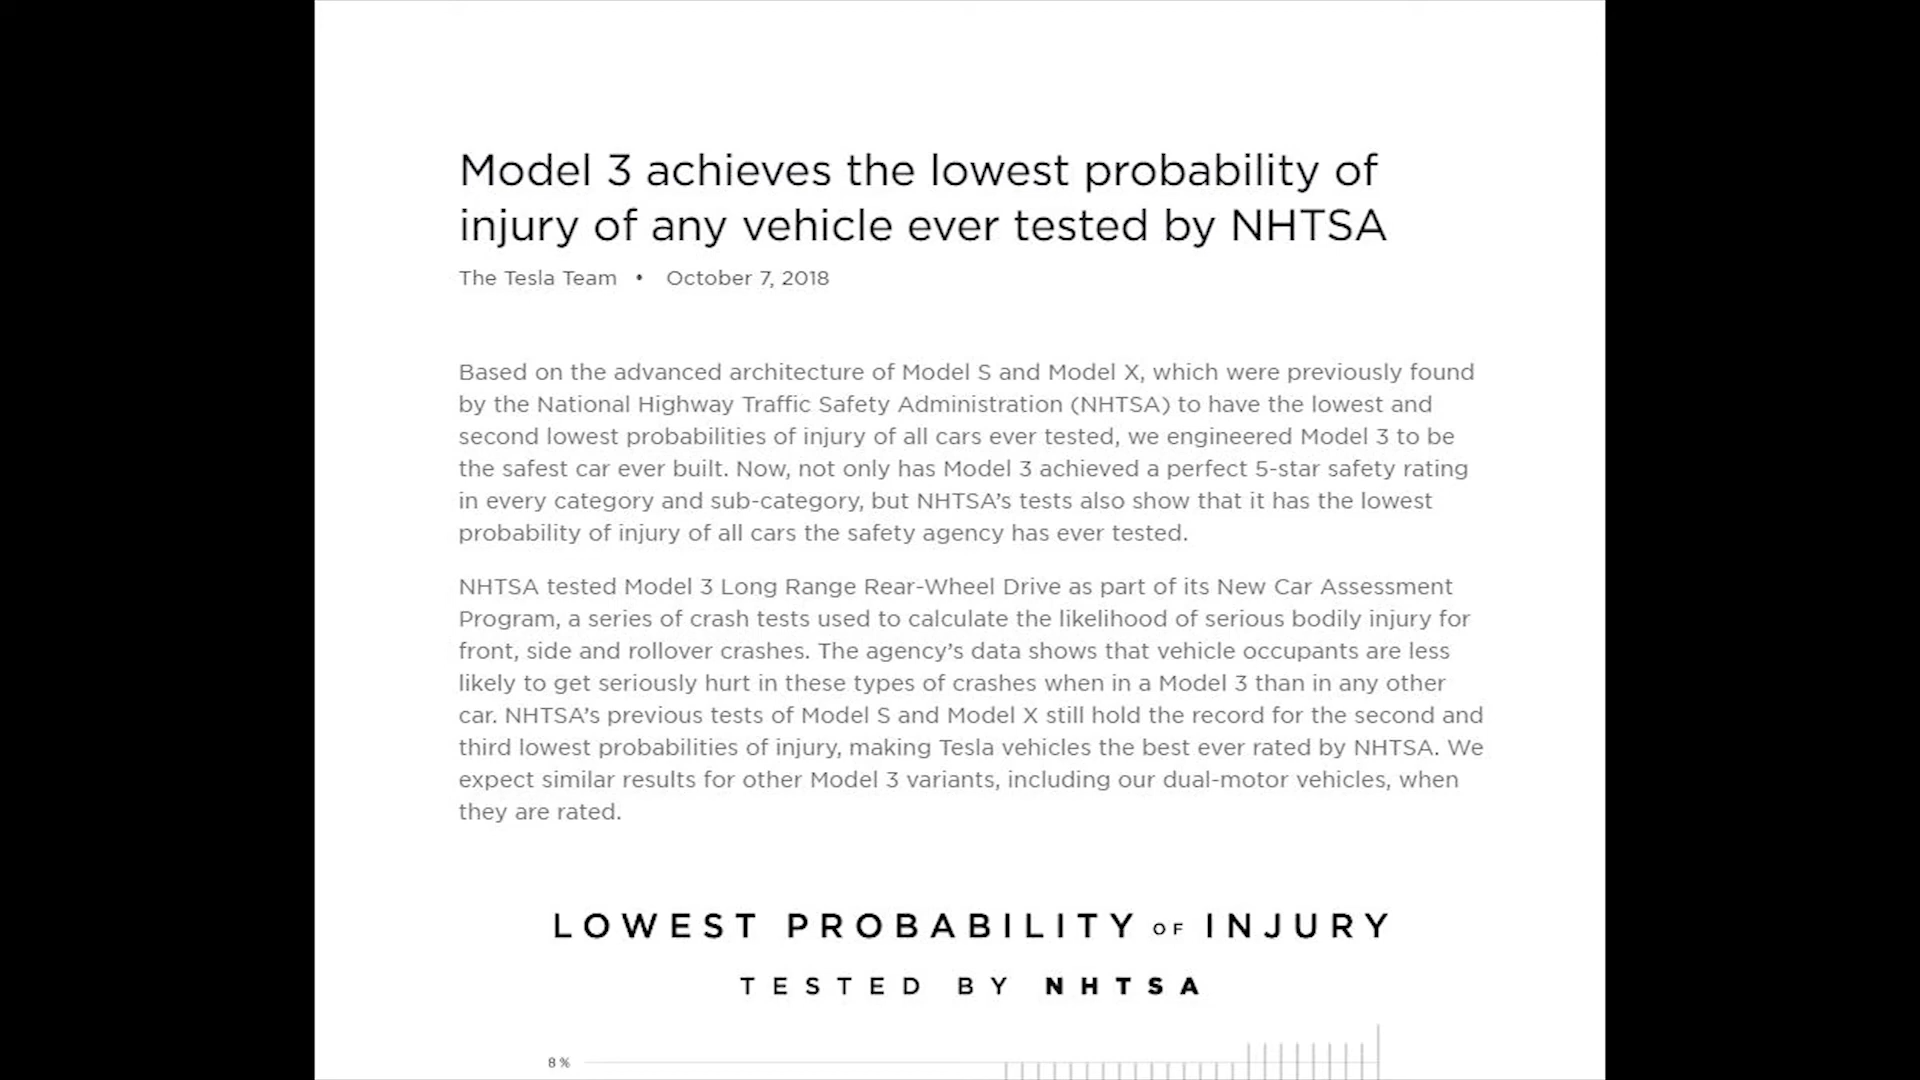 Model 3 achieves the lowest probability of
injury of any vehicle ever tested by NHTSA
The Tesla Team • October 7, 2018
Based on the advanced architecture of Model S and Model X, which were previously found
by the National Highway Traffic Safety Administration (NHTSA) to have the lowest and
second lowest probabilities of injury of all cars ever tested, we engineered Model 3 to be
the safest car ever built. Now, not only has Model 3 achieved a perfect 5-star safety rating
in every category and sub-category, but NHTSA’s tests also show that it has the lowest
probability of injury of all cars the safety agency has ever tested.
NHTSA tested Model 3 Long Range Rear-Wheel Drive as part of its New Car Assessment
Program, a series of crash tests used to calculate the likelihood of serious bodily injury for
front, side and rollover crashes. The agency’s data shows that vehicle occupants are less
likely to get seriously hurt in these types of crashes when in a Model 3 than in any other
car. NHTSA’s previous tests of Model S and Model X still hold the record for the second and
third lowest probabilities of injury, making Tesla vehicles the best ever rated by NHTSA. We
expect similar results for other Model 3 variants, including our dual-motor vehicles, when
they are rated.
LOWEST PROBABILITY OF INJURY
TESTED BY NHTSA
8 %